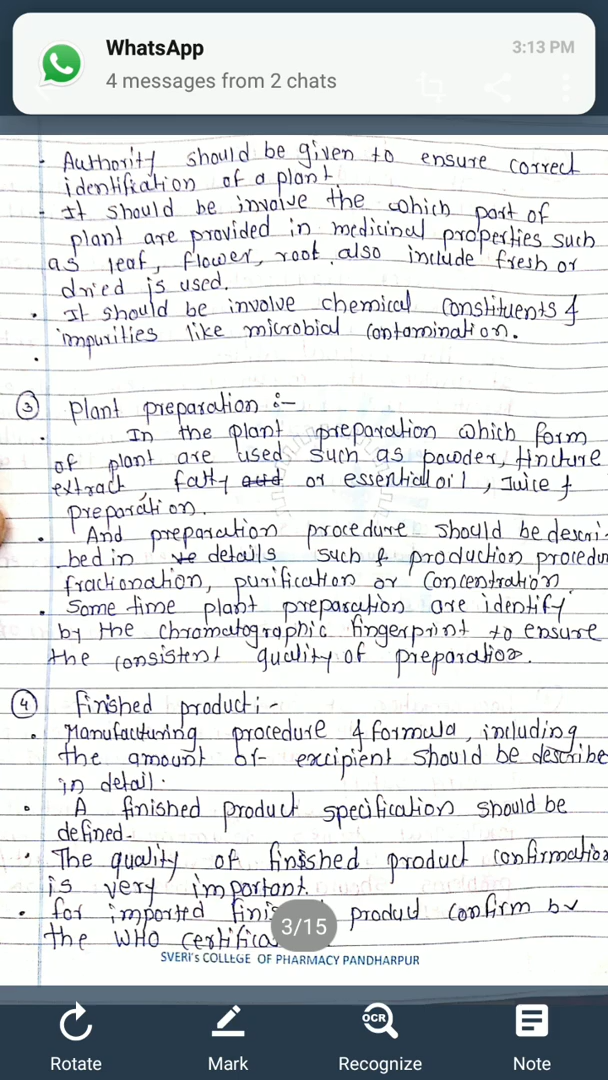 WhatsApp
3:13 PM
4 messages from 2 chats
- Authority should be given to ensure correct
identification of a plant.
- It should be involve the which part of
plant are provided in medicinal properties such
as leaf, flower, root also include fresh or
dried is used.
• It should be involve chemical constituents &
impurities like microbial contamination.
•
③ Plant preparation :-
• In the plant preparation which form
of plant are used such as powder, tincture
extract, fatty acid or essential oil, Juice &
preparation.
• And preparation procedure should be descri-
bed in details such & production procedur
fractionation, purification or concentration.
• Some time plant preparation are identify
by the chromatographic fingerprint to ensure
the consistent quality of preparation.
④ Finished product :-
• Manufacturing procedure & formula, including
the amount of excipient should be describe
in detail.
• A finished product specification should be
defined.
• The quality of finished product confirmation
is very important.
• for imported product confirm by
the WHO
3/15
SVERI's COLLEGE OF PHARMACY PANDHARPUR
OCR
Rotate
Mark
Recognize
Note